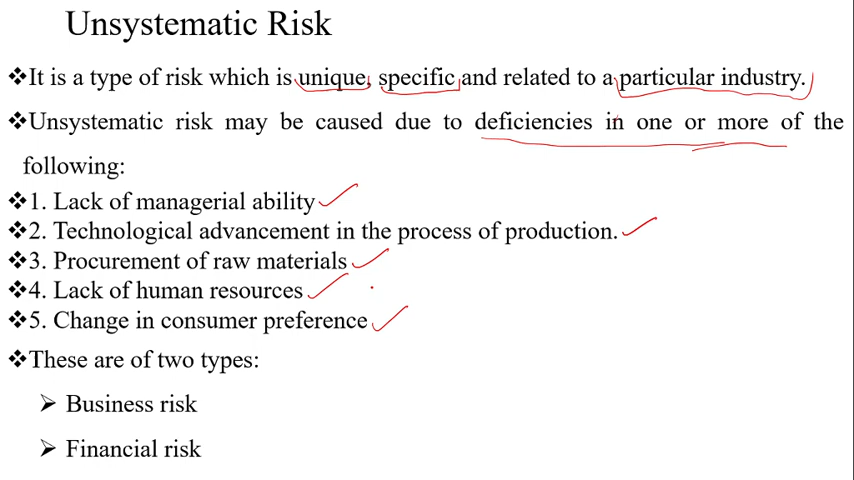 Unsystematic Risk
❖It is a type of risk which is unique, specific and related to a particular industry.
❖Unsystematic risk may be caused due to deficiencies in one or more of the
following:
❖1. Lack of managerial ability
❖2. Technological advancement in the process of production.
❖3. Procurement of raw materials
❖4. Lack of human resources
❖5. Change in consumer preference
❖These are of two types:
➢ Business risk
➢ Financial risk